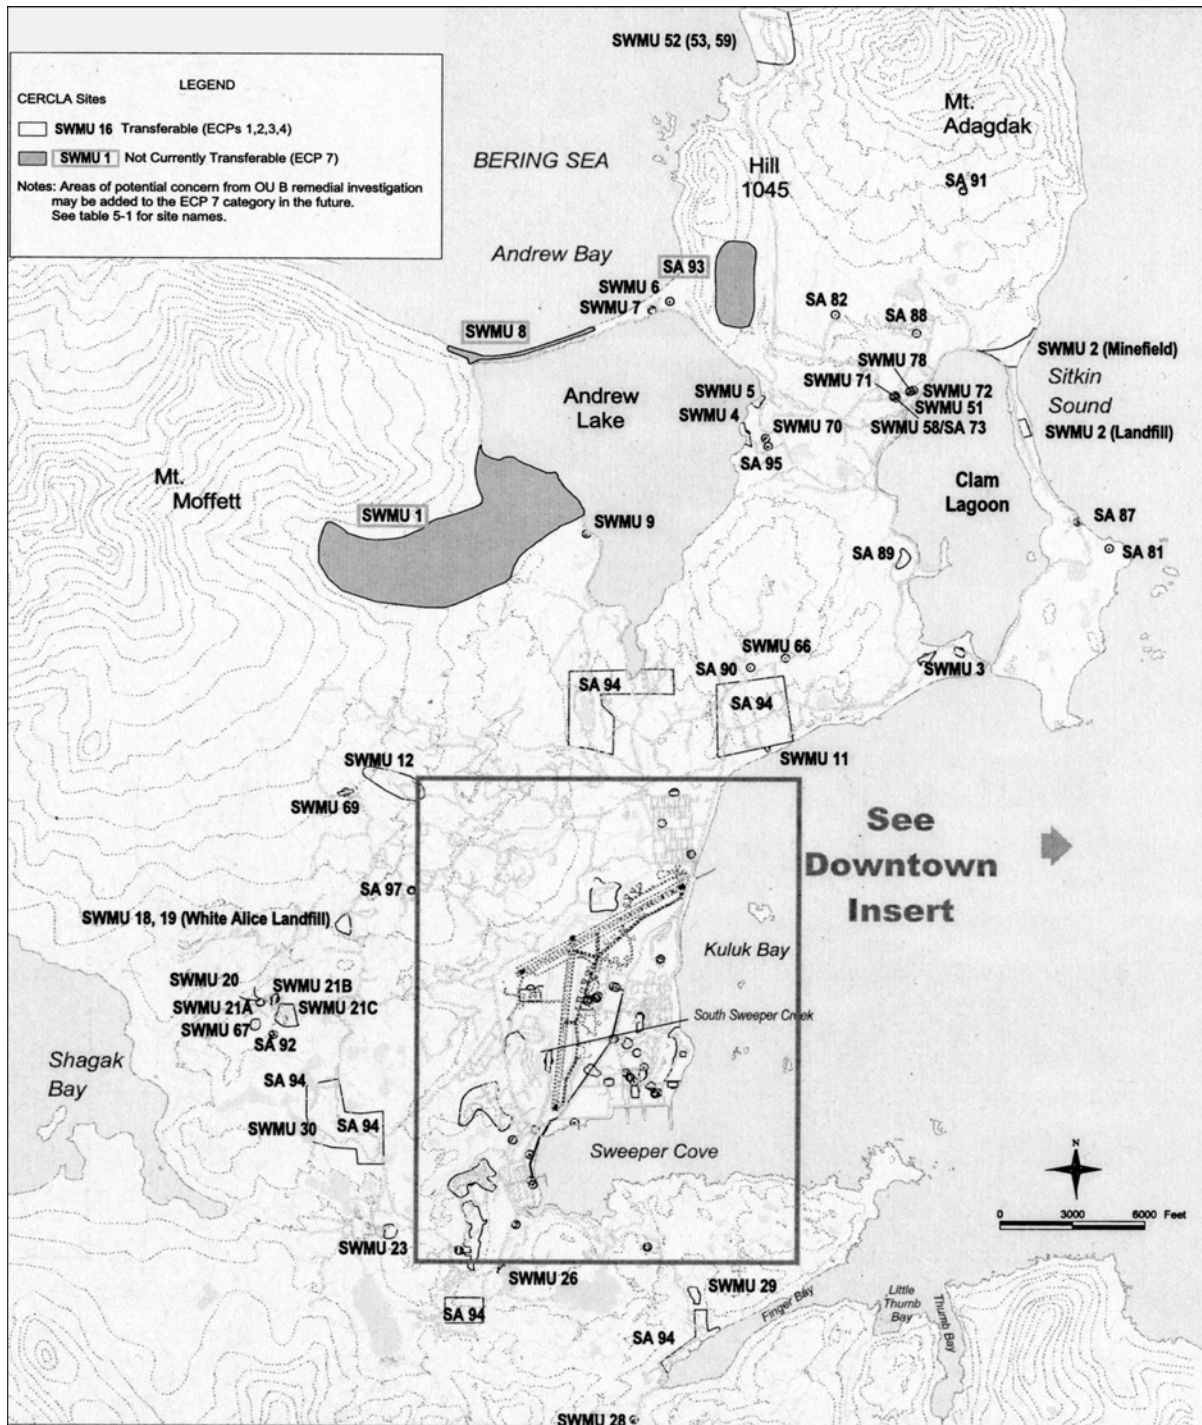 SWMU 52 (53, 59)
LEGEND
CERCLA Sites
SWMU 16 Transferable (ECPs 1,2,3,4)
SWMU 1 Not Currently Transferable (ECP 7)
Notes: Areas of potential concern from OU B remedial investigation
may be added to the ECP 7 category in the future.
See table 5-1 for site names.
Mt.
Adagdak
BERING SEA
Hill
1045
SA 91
Andrew Bay
SA 93
SWMU 6
SWMU 7
SA 82
SA 88
SWMU 8
SWMU 2 (Minefield)
SWMU 78
Sitkin
Sound
SWMU 71
SWMU 72
SWMU 5
SWMU 51
Andrew
Lake
SWMU 4
SWMU 70
SWMU 58/SA 73
SWMU 2 (Landfill)
SA 95
Mt.
Moffett
Clam
Lagoon
SWMU 1
SWMU 9
SA 87
SA 89
SA 81
SWMU 66
SA 90
SWMU 3
SA 94
SA 94
SWMU 11
SWMU 12
SWMU 69
See
Downtown
Insert
SA 97
SWMU 18, 19 (White Alice Landfill)
Kuluk Bay
SWMU 20
SWMU 21B
SWMU 21A
SWMU 21C
South Sweeper Creek
SWMU 67
SA 92
Shagak
Bay
SA 94
SWMU 30
SA 94
Sweeper Cove
N
0 3000 6000 Feet
SWMU 23
SWMU 26
SWMU 29
Finger Bay
Little
Thumb
Bay
Thumb Bay
SA 94
SA 94
SWMU 28